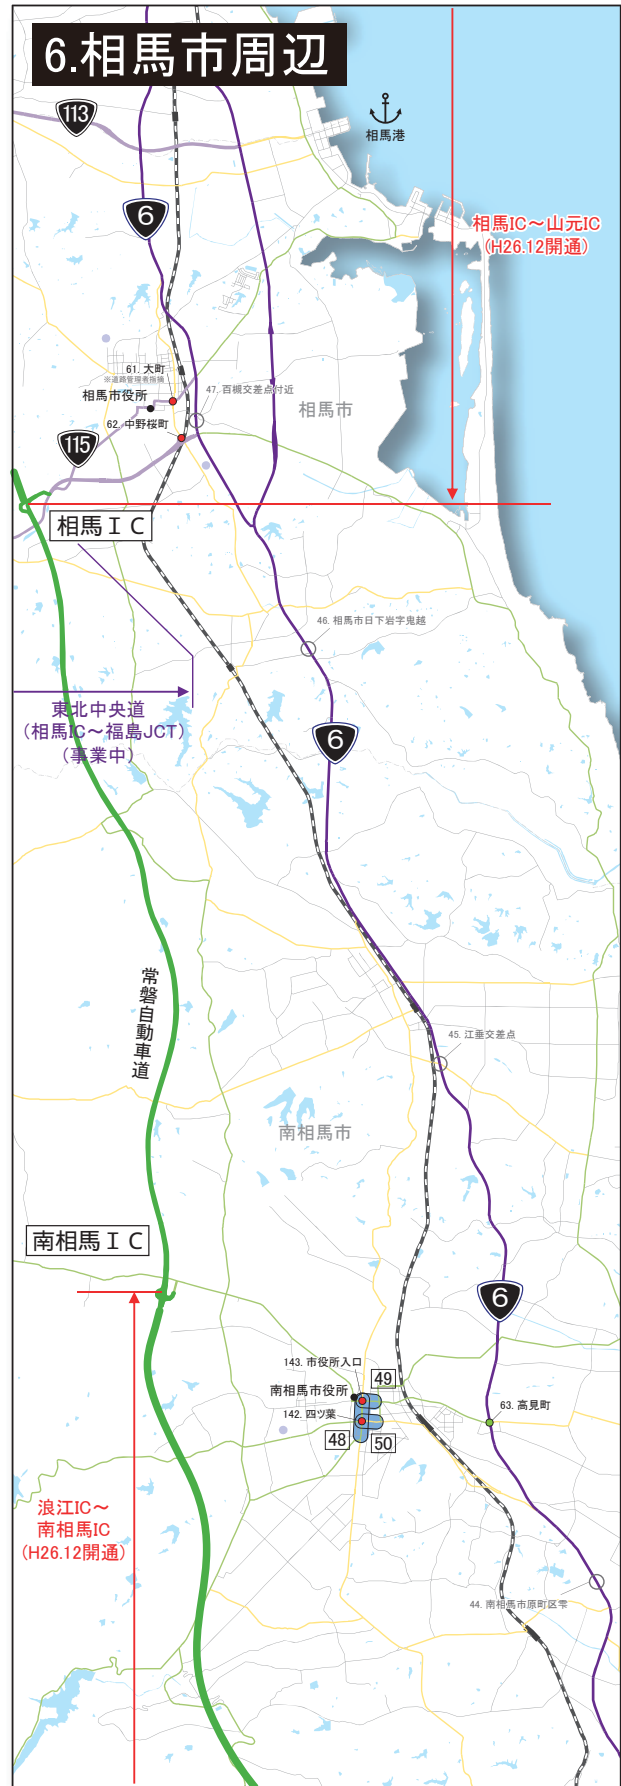 6.相馬市周辺
113
相馬港
6
相馬IC～山元IC
(H26.12開通)
61. 大町
※道路管理者指摘
相馬市役所
47. 百槻交差点付近
相馬市
62. 中野桜町
115
相馬ＩＣ
46. 相馬市日下岩字鬼越
東北中央道
(相馬IC～福島JCT)
(事業中)
6
常磐自動車道
45. 江垂交差点
南相馬市
南相馬ＩＣ
6
143. 市役所入口
49
南相馬市役所
142. 四ツ葉
63. 高見町
48
50
浪江IC～
南相馬IC
(H26.12開通)
44. 南相馬市原町区雫